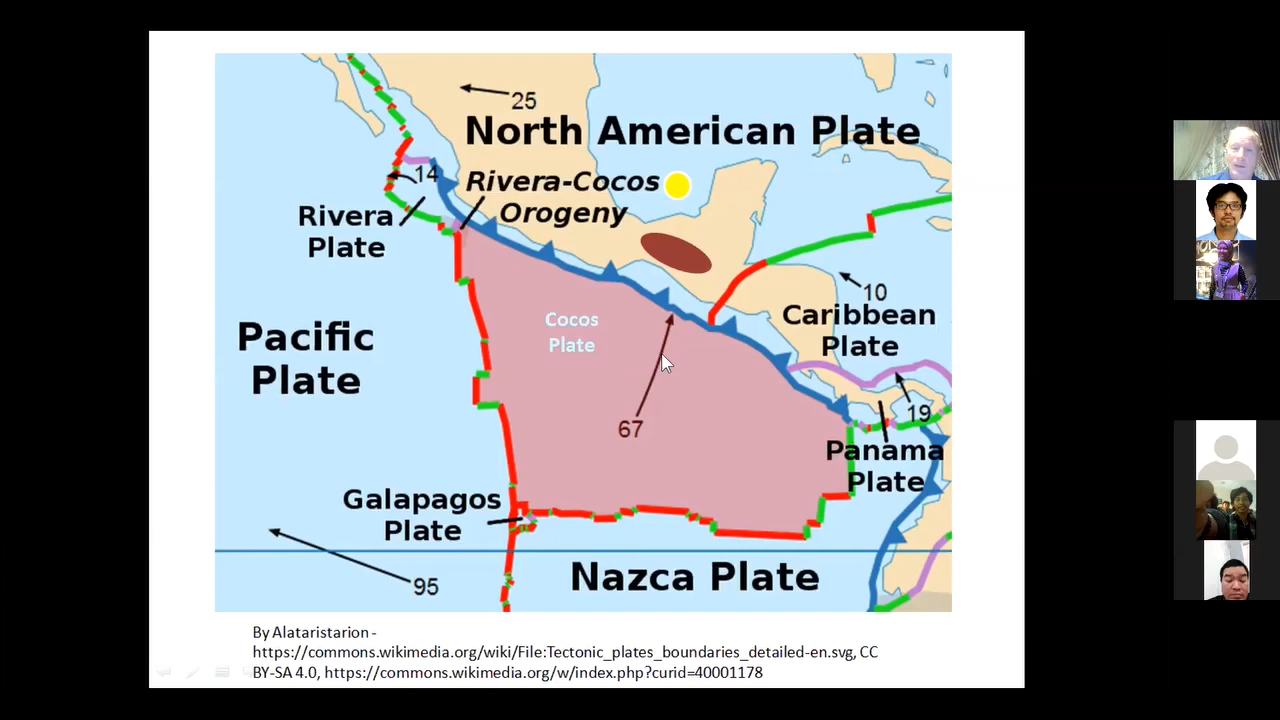 25
North American Plate
14
Rivera-Cocos
Orogeny
Rivera
Plate
10
Caribbean
Plate
Cocos
Plate
Pacific
Plate
67
19
Panama
Plate
Galapagos
Plate
95
Nazca Plate
By Alataristarion -
https://commons.wikimedia.org/wiki/File:Tectonic_plates_boundaries_detailed-en.svg, CC
BY-SA 4.0, https://commons.wikimedia.org/w/index.php?curid=40001178